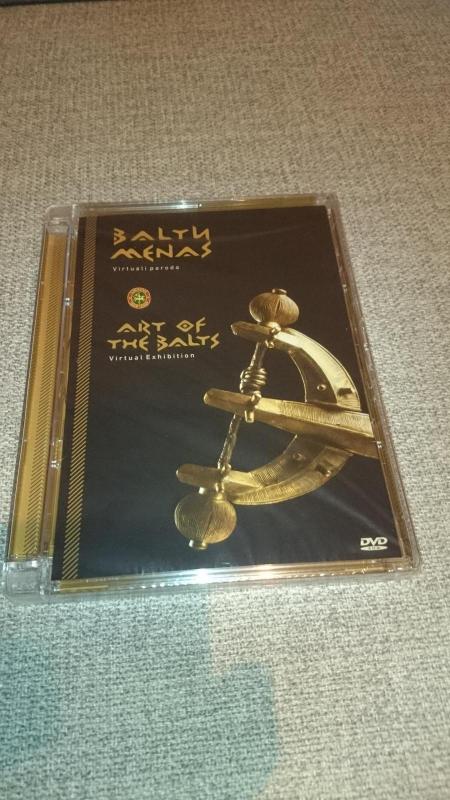 BALTŲ
MENAS
Virtuali paroda
ART OF
THE BALTS
Virtual Exhibition
DVD